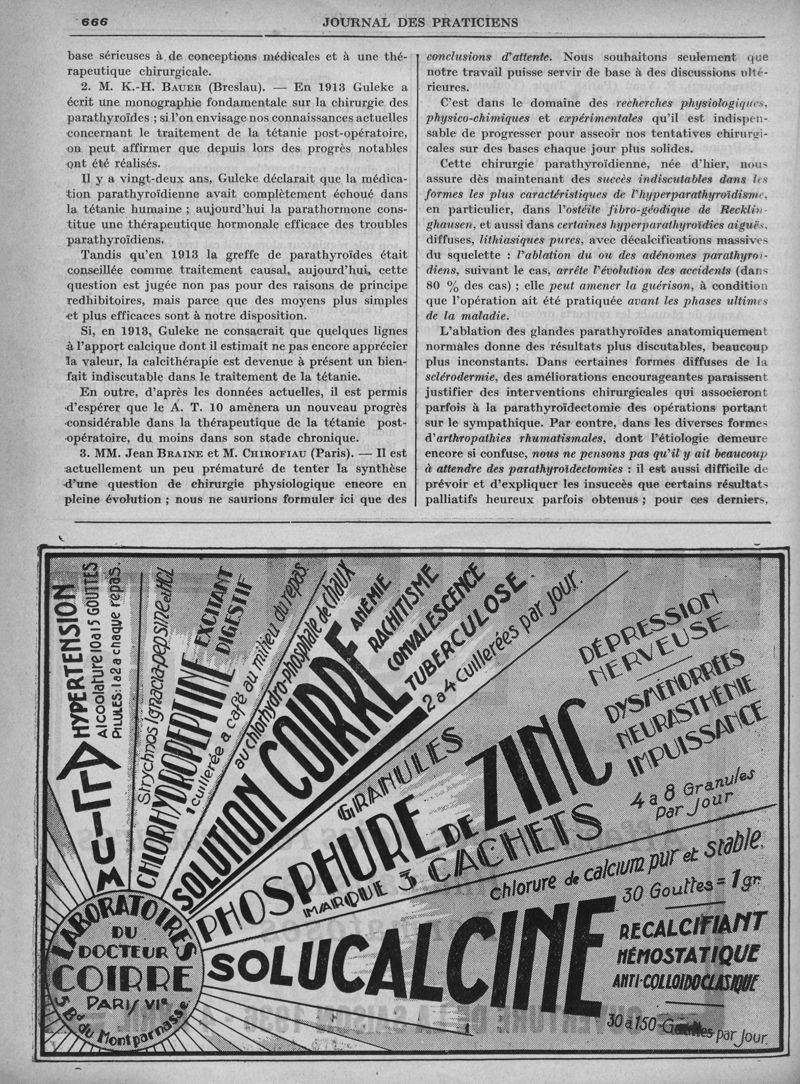 666
JOURNAL DES PRATICIENS
base sérieuses à de conceptions médicales et à une thé-
rapeutique chirurgicale.
2. M. K.-H. BAUER (Breslau). — En 1913 Guleke a
écrit une monographie fondamentale sur la chirurgie des
parathyroïdes ; si l'on envisage nos connaissances actuelles
concernant le traitement de la tétanie post-opératoire,
on peut affirmer que depuis lors des progrès notables
ont été réalisés.
Il y a vingt-deux ans, Guleke déclarait que la médica-
tion parathyroïdienne avait complètement échoué dans
la tétanie humaine ; aujourd'hui la parathormone cons-
titue une thérapeutique hormonale efficace des troubles
parathyroïdiens.
Tandis qu'en 1913 la greffe de parathyroïdes était
conseillée comme traitement causal, aujourd'hui, cette
question est jugée non pas pour des raisons de principe
redhibitoires, mais parce que des moyens plus simples
et plus efficaces sont à notre disposition.
Si, en 1913, Guleke ne consacrait que quelques lignes
à l'apport calcique dont il estimait ne pas encore apprécier
la valeur, la calcithérapie est devenue à présent un bien-
fait indiscutable dans le traitement de la tétanie.
En outre, d'après les données actuelles, il est permis
d'espérer que le A. T. 10 amènera un nouveau progrès
considérable dans la thérapeutique de la tétanie post-
opératoire, du moins dans son stade chronique.
3. MM. Jean BRAINE et M. CHIROFIAU (Paris). — Il est
actuellement un peu prématuré de tenter la synthèse
d'une question de chirurgie physiologique encore en
pleine évolution ; nous ne saurions formuler ici que des
conclusions d'attente. Nous souhaitons seulement que
notre travail puisse servir de base à des discussions ulté-
rieures.
C'est dans le domaine des recherches physiologiques,
physico-chimiques et expérimentales qu'il est indispen-
sable de progresser pour asseoir nos tentatives chirurgi-
cales sur des bases chaque jour plus solides.
Cette chirurgie parathyroïdienne, née d'hier, nous
assure dès maintenant des succès indiscutables dans les
formes les plus caractéristiques de l'hyperparathyroïdisme,
en particulier, dans l'ostéite fibro-géodique de Recklin-
ghausen, et aussi dans certaines hyperparathyroïdies aiguës,
diffuses, lithiasiques pures, avec décalcifications massives
du squelette : l'ablation du ou des adénomes parathyroï-
diens, suivant le cas, arrête l'évolution des accidents (dans
80 % des cas) ; elle peut amener la guérison, à condition
que l'opération ait été pratiquée avant les phases ultimes
de la maladie.
L'ablation des glandes parathyroïdes anatomiquement
normales donne des résultats plus discutables, beaucoup
plus inconstants. Dans certaines formes diffuses de la
sclérodermie, des améliorations encourageantes paraissent
justifier des interventions chirurgicales qui associeront
parfois à la parathyroïdectomie des opérations portant
sur le sympathique. Par contre, dans les diverses formes
d'arthropathies rhumatismales, dont l'étiologie demeure
encore si confuse, nous ne pensons pas qu'il y ait beaucoup
à attendre des parathyroïdectomies : il est aussi difficile de
prévoir et d'expliquer les insuccès que certains résultats
palliatifs heureux parfois obtenus ; pour ces derniers,
ALLIUM
HYPERTENSION
Alcoolature 10 a 15 GOUTTES
PILULES: 1 a 2 a chaque repas.
Strychnos Ignacia-pepsine et HCl
CHLORHYDROPEPTINE
EXCITANT
DIGESTIF
1 cuillerée a café au milieu du repas.
au chlorhydro-phosphate de chaux
SOLUTION COIRRE
ANÉMIE
RACHITISME
CONVALESCENCE
TUBERCULOSE.
2 a 4 cuillerées par jour.
GRANULES
PHOSPHURE DE ZINC
MARQUE 3 CACHETS
DÉPRESSION
NERVEUSE
DYSMÉNORRÉES
NEURASTHÉNIE
IMPUISSANCE
4 a 8 Granules
par Jour
chlorure de calcium pur et stable.
30 Gouttes = 1 gr.
SOLUCALCINE
RECALCIFIANT
HÉMOSTATIQUE
ANTI-COLLOIDOCLASIQUE
30 a 150 Gouttes par Jour.
LABORATOIRES
DU
DOCTEUR
COIRRE
PARIS VIe
5 Bd du Montparnasse.